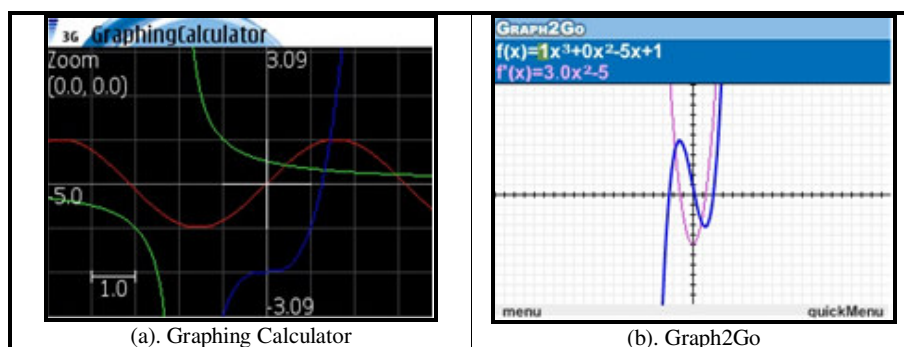 3G GraphingCalculator
Zoom
3.09
(0.0, 0.0)
-5.0
1.0
-3.09
(a). Graphing Calculator
GRAPH2GO
f(x)=1x³+0x²-5x+1
f'(x)=3.0x²-5
menu quickMenu
(b). Graph2Go